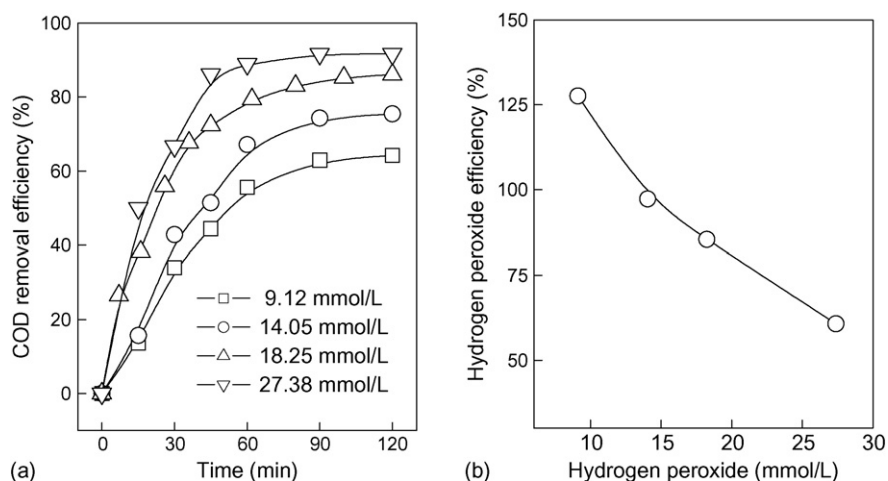 COD removal efficiency (%)
100
80
60
40
20
0
9.12 mmol/L
14.05 mmol/L
18.25 mmol/L
27.38 mmol/L
0 30 60 90 120
(a) Time (min)
Hydrogen peroxide efficiency (%)
150
125
100
75
50
10 15 20 25 30
(b) Hydrogen peroxide (mmol/L)